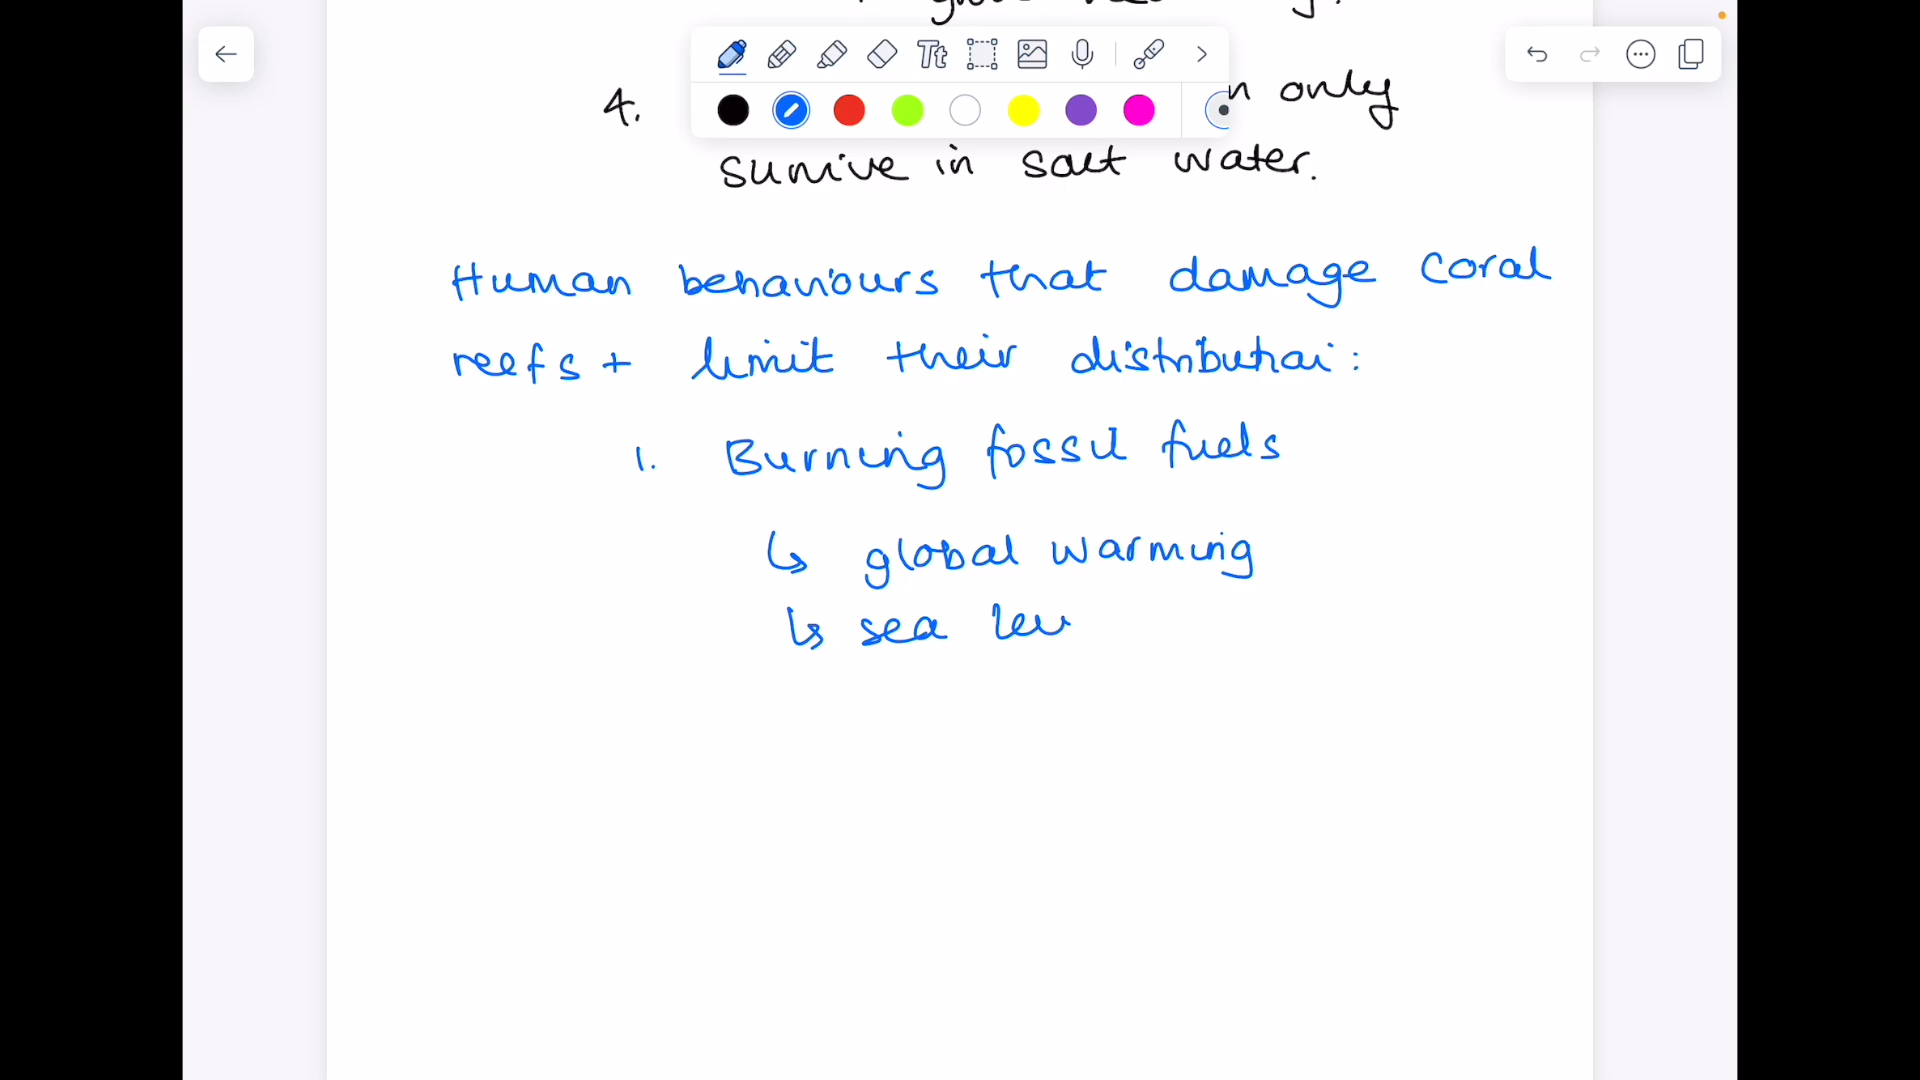 Tt
4. n only
survive in salt water.
Human behaviours that damage coral
reefs + limit their distribution:
1. Burning fossil fuels
↳ global warming
↳ sea lev